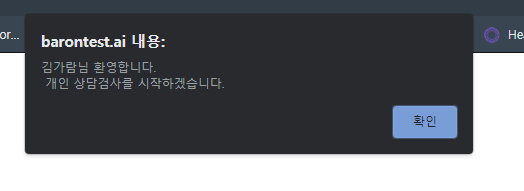 or...
He
barontest.ai 내용:
김가람님 환영합니다.
개인 상담검사를 시작하겠습니다.
확인